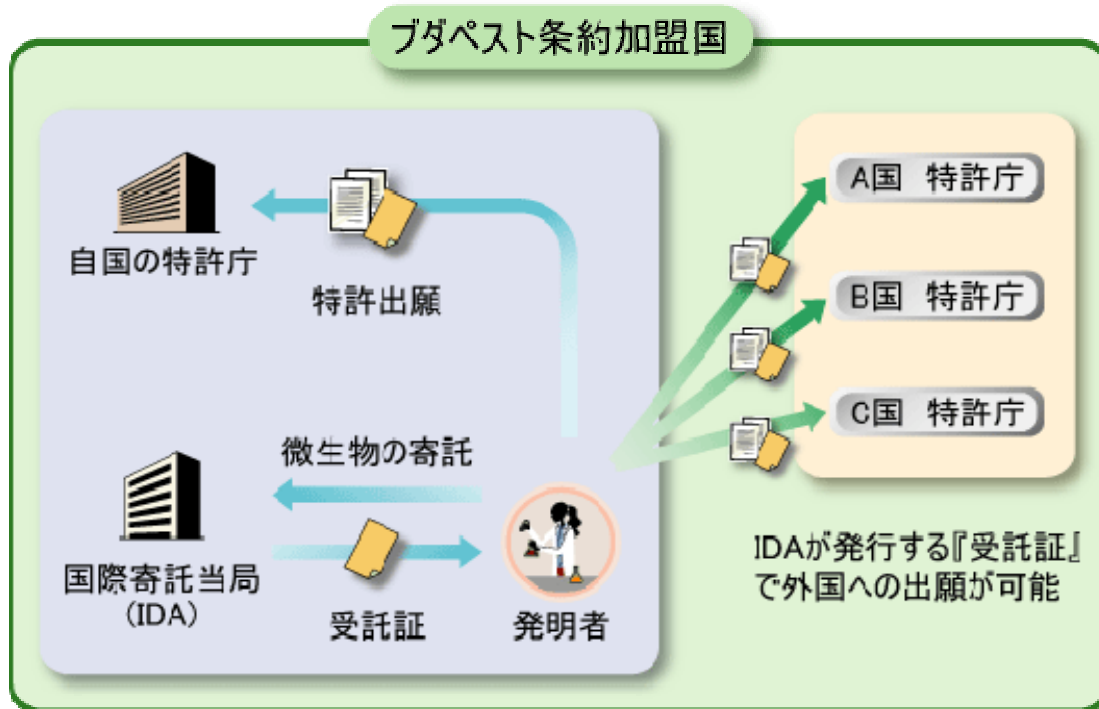 ブダペスト条約加盟国
自国の特許庁
特許出願
微生物の寄託
国際寄託当局
(IDA)
受託証
発明者
A国 特許庁
B国 特許庁
C国 特許庁
IDAが発行する『受託証』
で外国への出願が可能